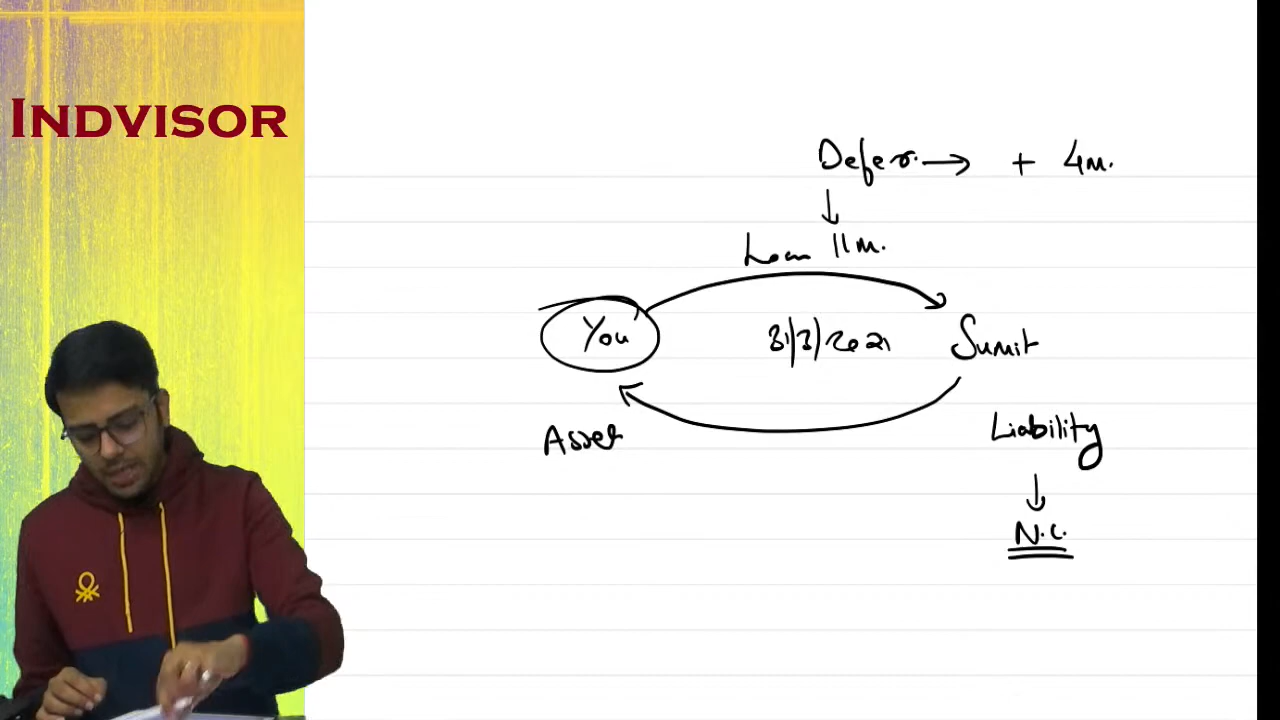 INDVISOR
Defer. → + 4m.
↓
Loan 11m.
You 31/3/2021 Sumit
Asset Liability
↓
N.C.